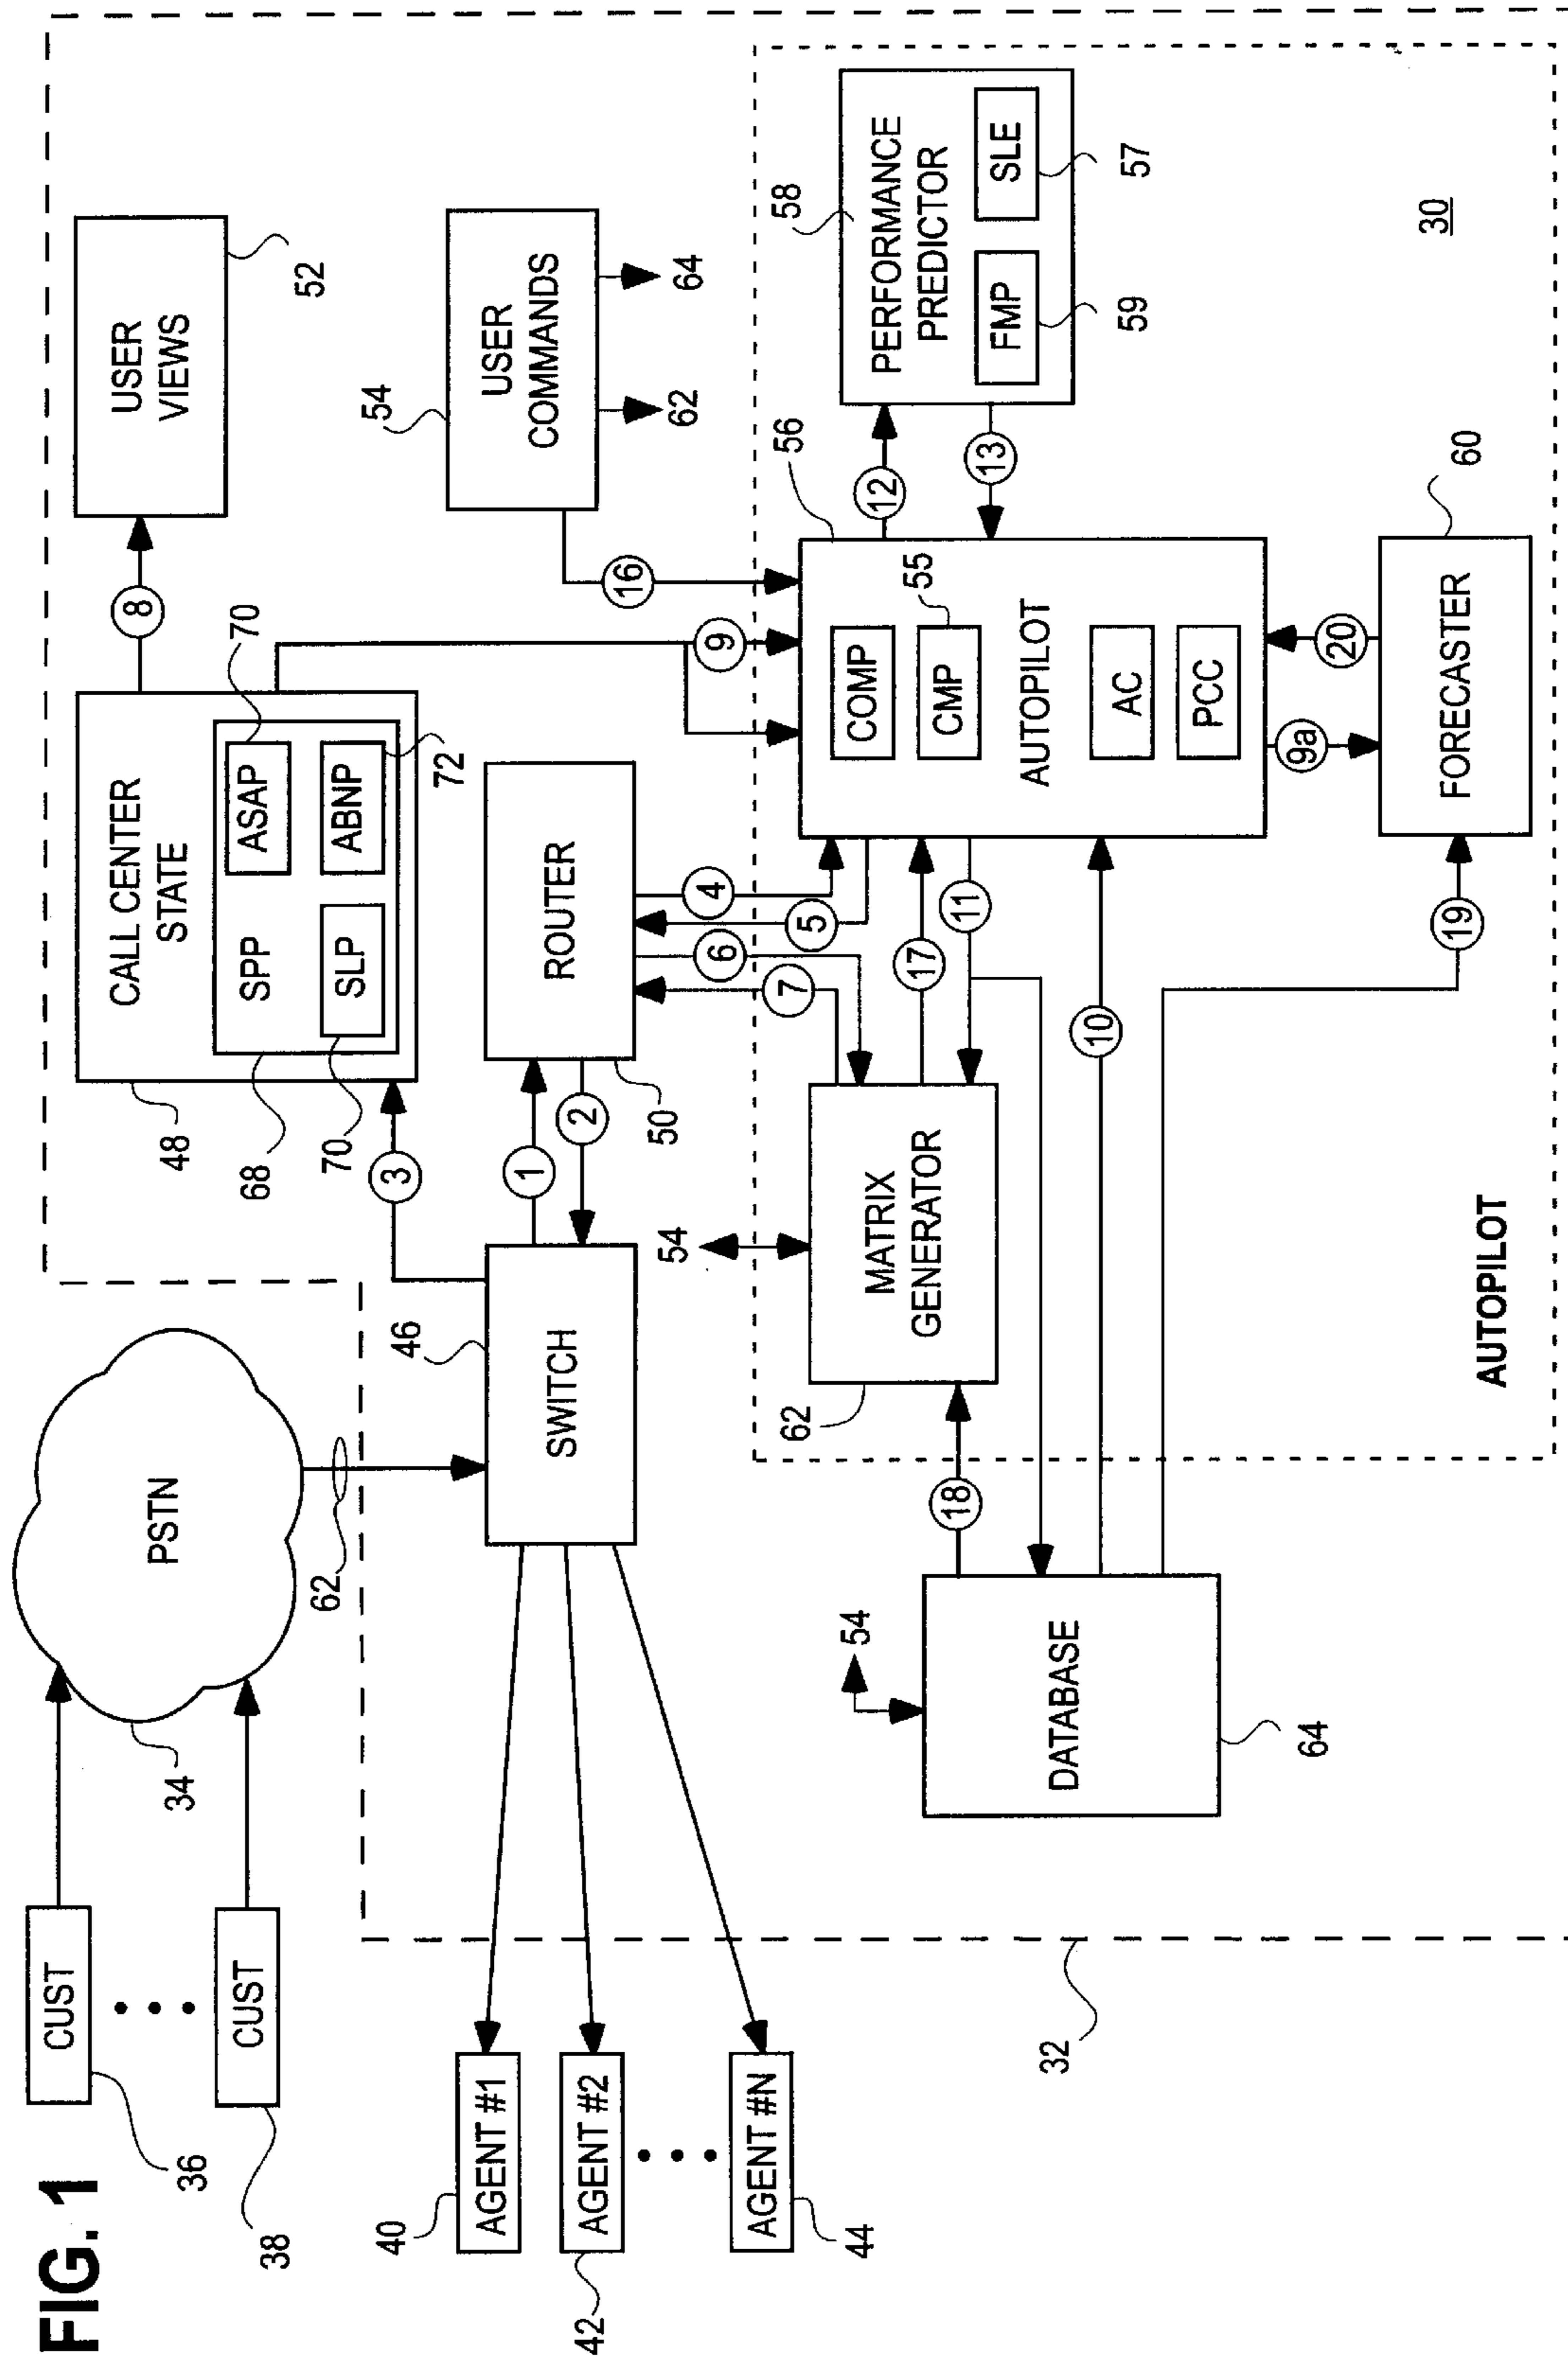 FIG. 1
CUST
36
CUST
38
PSTN
34
62
AGENT #1
40
AGENT #2
42
AGENT #N
44
32
SWITCH
46
3
1
2
CALL CENTER
STATE
48
SPP
68
SLP
70
ASAP
70
ABNP
72
8
USER
VIEWS
52
ROUTER
50
4
5
6
7
USER
COMMANDS
54
62
64
16
9
DATABASE
64
54
18
MATRIX
GENERATOR
62
54
17
11
10
19
AUTOPILOT
56
COMP
CMP
55
AC
PCC
12
13
PERFORMANCE
PREDICTOR
58
FMP
59
SLE
57
9a
20
FORECASTER
60
AUTOPILOT
30